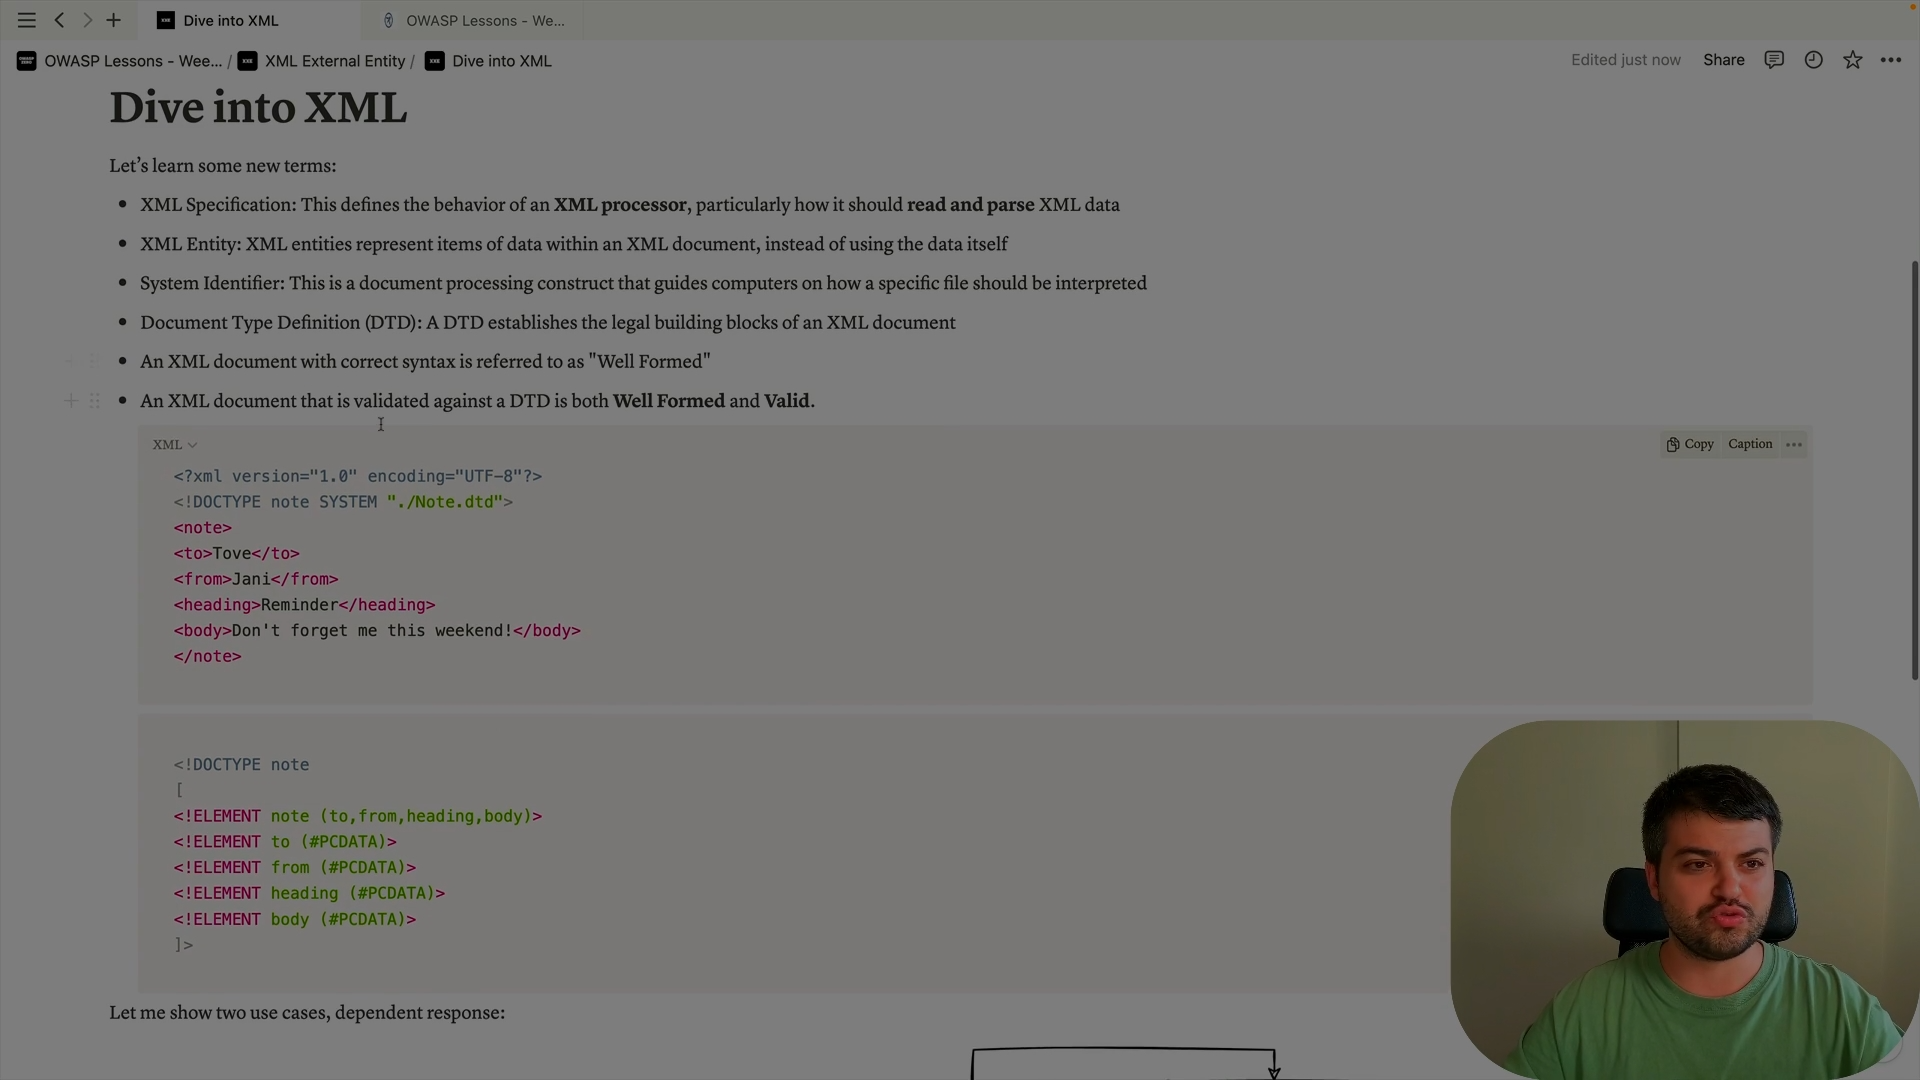 Dive into XML
OWASP Lessons - We...
OWASP Lessons - Wee... / XML External Entity / Dive into XML
Edited just now
Share
Dive into XML
Let's learn some new terms:
• XML Specification: This defines the behavior of an XML processor, particularly how it should read and parse XML data
• XML Entity: XML entities represent items of data within an XML document, instead of using the data itself
• System Identifier: This is a document processing construct that guides computers on how a specific file should be interpreted
• Document Type Definition (DTD): A DTD establishes the legal building blocks of an XML document
• An XML document with correct syntax is referred to as "Well Formed"
• An XML document that is validated against a DTD is both Well Formed and Valid.
XML
Copy
Caption
<?xml version="1.0" encoding="UTF-8"?>
<!DOCTYPE note SYSTEM "./Note.dtd">
<note>
<to>Tove</to>
<from>Jani</from>
<heading>Reminder</heading>
<body>Don't forget me this weekend!</body>
</note>
<!DOCTYPE note
[
<!ELEMENT note (to,from,heading,body)>
<!ELEMENT to (#PCDATA)>
<!ELEMENT from (#PCDATA)>
<!ELEMENT heading (#PCDATA)>
<!ELEMENT body (#PCDATA)>
]>
Let me show two use cases, dependent response: